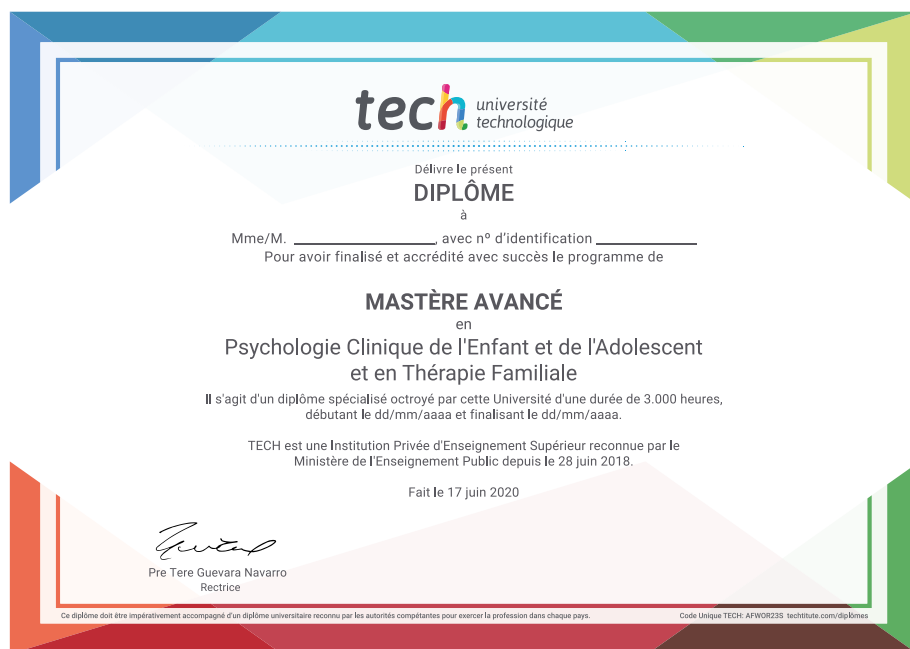 tech université
technologique
Délivre le présent
DIPLÔME
à
Mme/M. ____________________, avec nº d'identification ______________
Pour avoir finalisé et accrédité avec succès le programme de
MASTÈRE AVANCÉ
en
Psychologie Clinique de l'Enfant et de l'Adolescent
et en Thérapie Familiale
Il s'agit d'un diplôme spécialisé octroyé par cette Université d'une durée de 3.000 heures,
débutant le dd/mm/aaaa et finalisant le dd/mm/aaaa.
TECH est une Institution Privée d'Enseignement Supérieur reconnue par le
Ministère de l'Enseignement Public depuis le 28 juin 2018.
Fait le 17 juin 2020
Pre Tere Guevara Navarro
Rectrice
Ce diplôme doit être impérativement accompagné d'un diplôme universitaire reconnu par les autorités compétantes pour exercer la profession dans chaque pays.
Code Unique TECH: AFWOR23S techtitute.com/diplômes